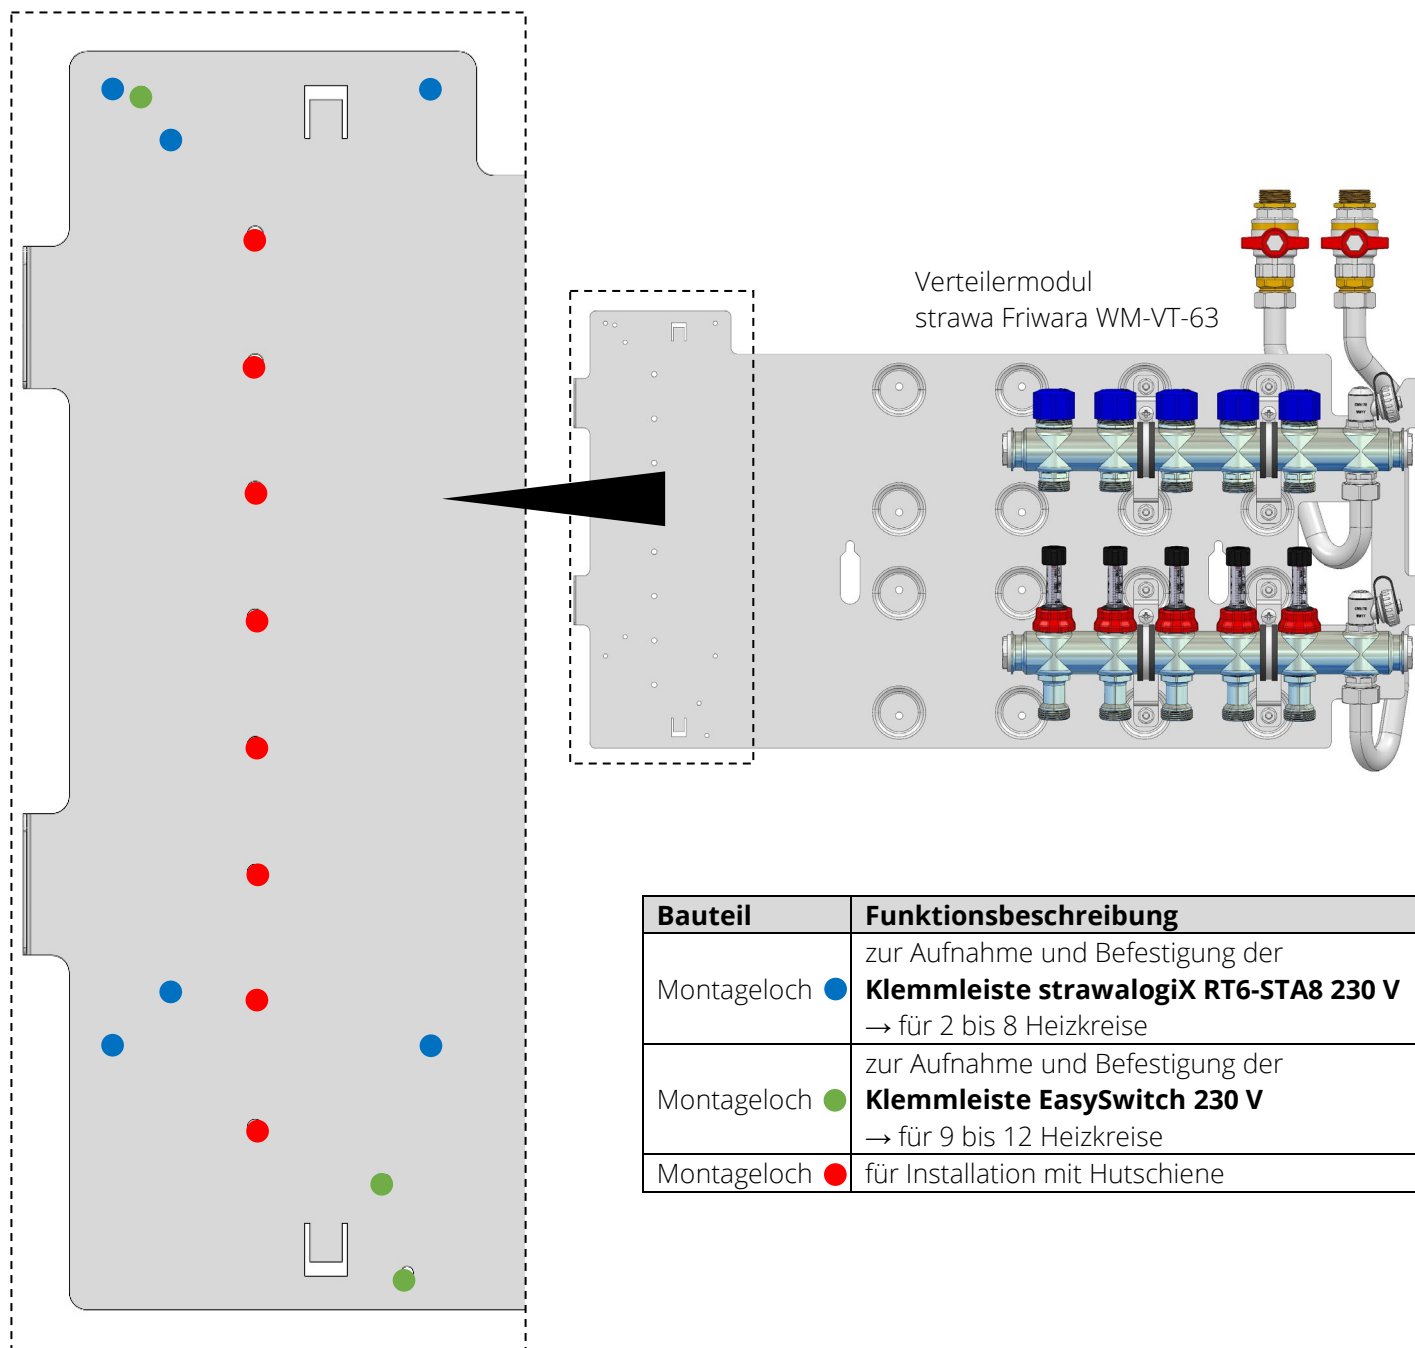 Verteilermodul
strawa Friwara WM-VT-63
Bauteil Funktionsbeschreibung
Montageloch zur Aufnahme und Befestigung der
Klemmleiste strawalogiX RT6-STA8 230 V
→ für 2 bis 8 Heizkreise
Montageloch zur Aufnahme und Befestigung der
Klemmleiste EasySwitch 230 V
→ für 9 bis 12 Heizkreise
Montageloch für Installation mit Hutschiene